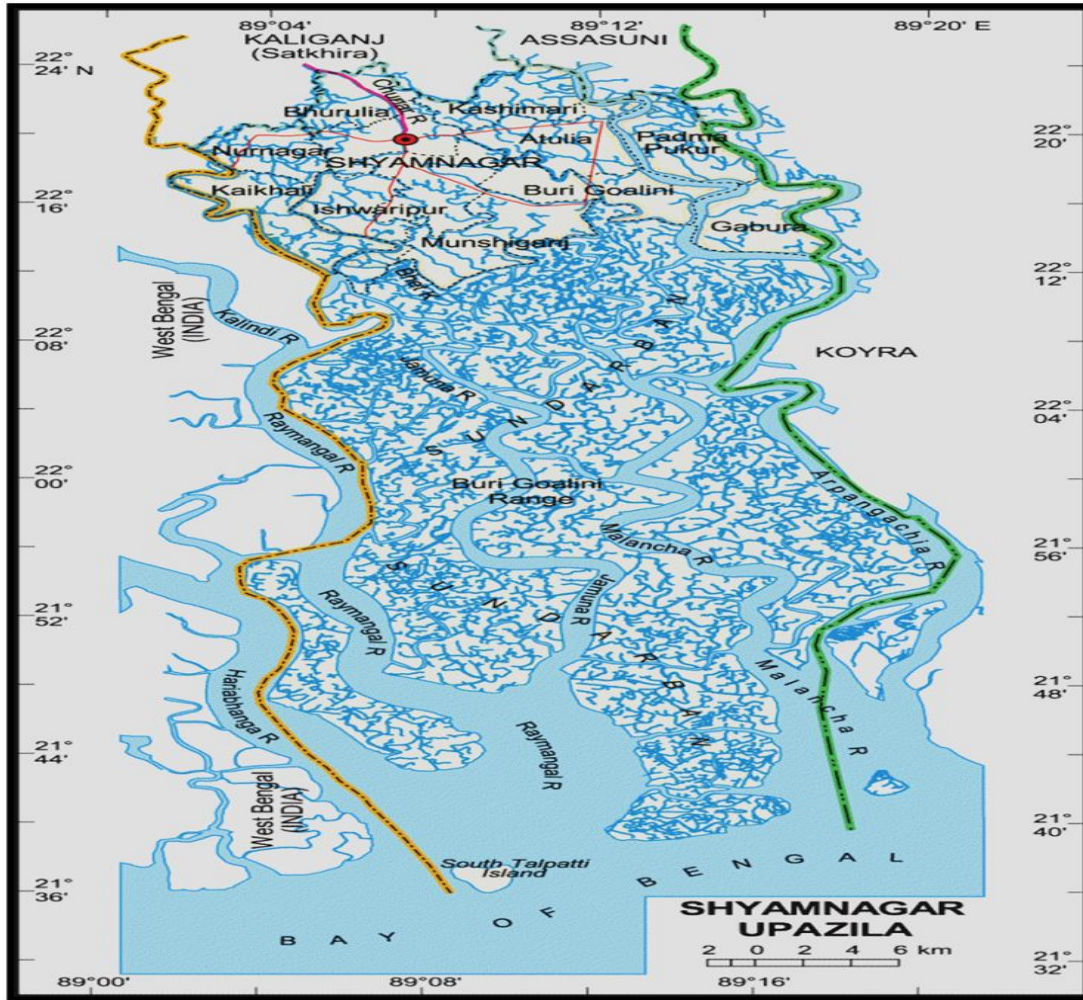 89°04'
89°12'
89°20' E
KALIGANJ
(Satkhira)
ASSASUNI
22°
24' N
Churnar R
Bhurulia
Kashimari
Atulia
Padma
Pukur
22°
20'
Nurnagar
SHYAMNAGAR
Kaikhali
Buri Goalini
22°
16'
Ishwaripur
Gabura
Munshiganj
22°
12'
West Bengal
(INDIA)
Kalindi R
22°
08'
KOYRA
Jamuna R
SUNDARBAN
22°
04'
Raymangal R
22°
00'
Buri Goalini
Range
Arpangachia R
Malancha R
21°
56'
SUNDARBAN
Jamuna R
Raymangal R
21°
52'
Malancha R
21°
48'
Hariabhanga R
Raymangal R
21°
44'
West Bengal
(INDIA)
21°
40'
South Talpatti
Island
21°
36'
BAY OF BENGAL
SHYAMNAGAR
UPAZILA
2 0 2 4 6 km
21°
32'
89°00'
89°08'
89°16'